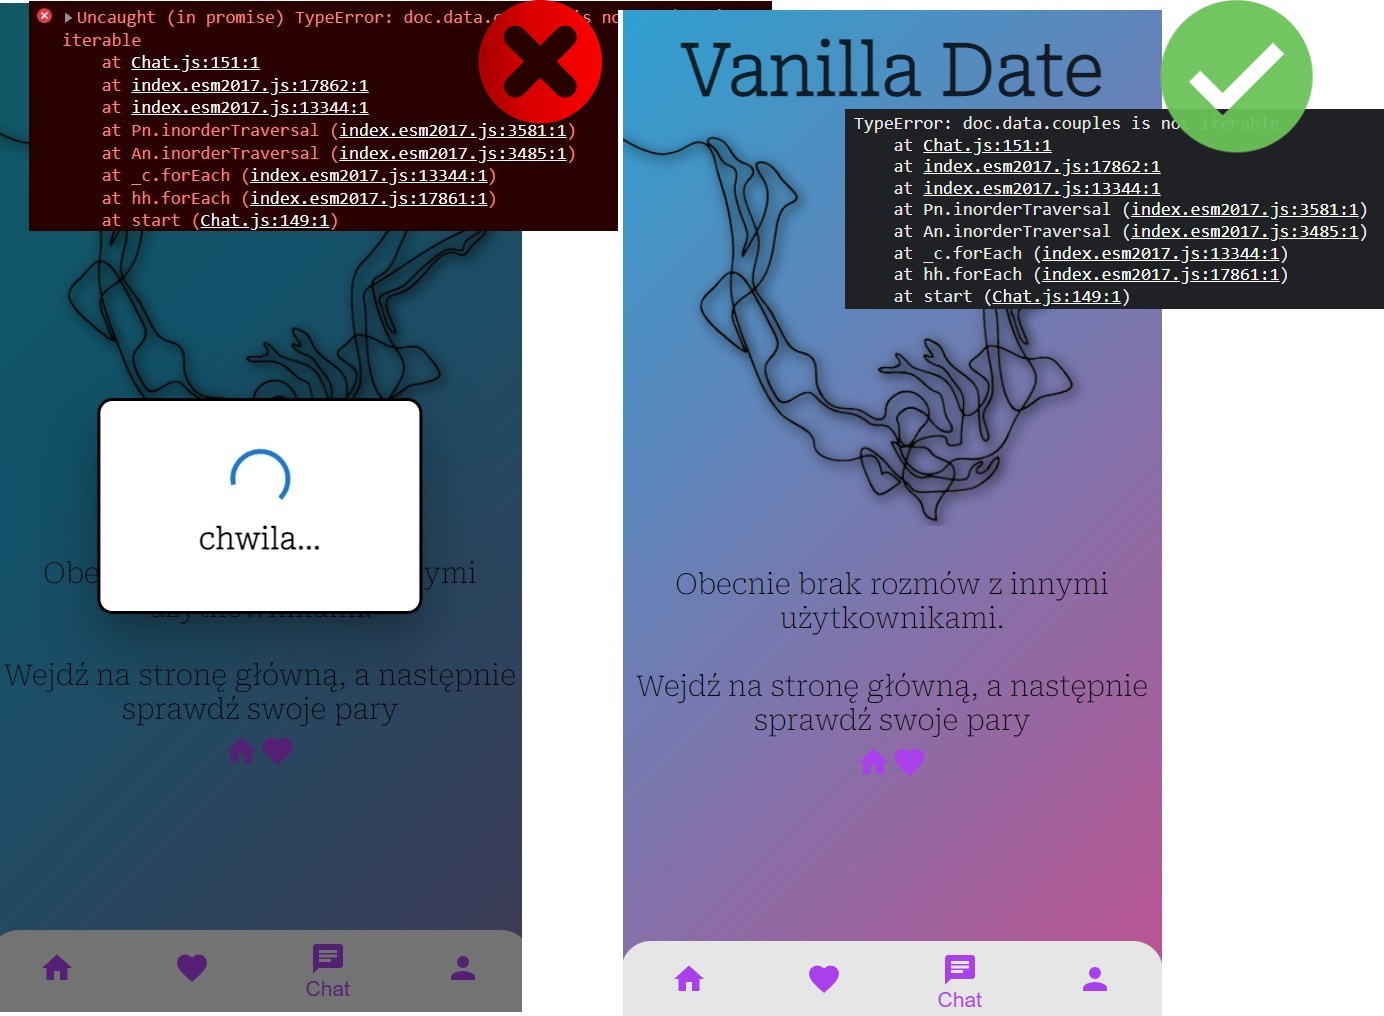 Uncaught (in promise) TypeError: doc.data.c
iterable
at Chat.js:151:1
at index.esm2017.js:17862:1
at index.esm2017.js:13344:1
at Pn.inorderTraversal (index.esm2017.js:3581:1)
at An.inorderTraversal (index.esm2017.js:3485:1)
at _c.forEach (index.esm2017.js:13344:1)
at hh.forEach (index.esm2017.js:17861:1)
at start (Chat.js:149:1)
chwila...
Obe ymi
użytkownikami.
Wejdź na stronę główną, a następnie
sprawdź swoje pary
Chat
Vanilla Date
TypeError: doc.data.couples is not iterable
at Chat.js:151:1
at index.esm2017.js:17862:1
at index.esm2017.js:13344:1
at Pn.inorderTraversal (index.esm2017.js:3581:1)
at An.inorderTraversal (index.esm2017.js:3485:1)
at _c.forEach (index.esm2017.js:13344:1)
at hh.forEach (index.esm2017.js:17861:1)
at start (Chat.js:149:1)
Obecnie brak rozmów z innymi
użytkownikami.
Wejdź na stronę główną, a następnie
sprawdź swoje pary
Chat